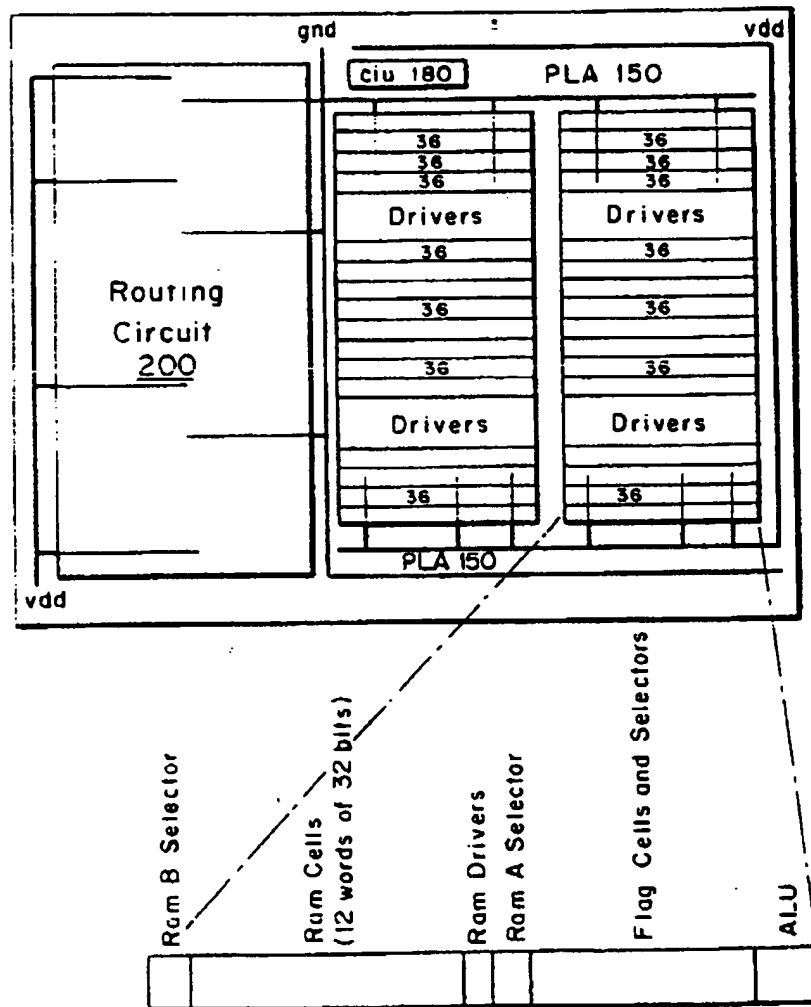 gnd
vdd
ciu 180
PLA 150
36
36
36
36
36
36
Drivers
Drivers
36
36
Routing
Circuit
200
36
36
36
36
Drivers
Drivers
36
36
PLA 150
vdd
Ram B Selector
Ram Cells
(12 words of 32 bits)
Ram Drivers
Ram A Selector
Flag Cells and Selectors
ALU